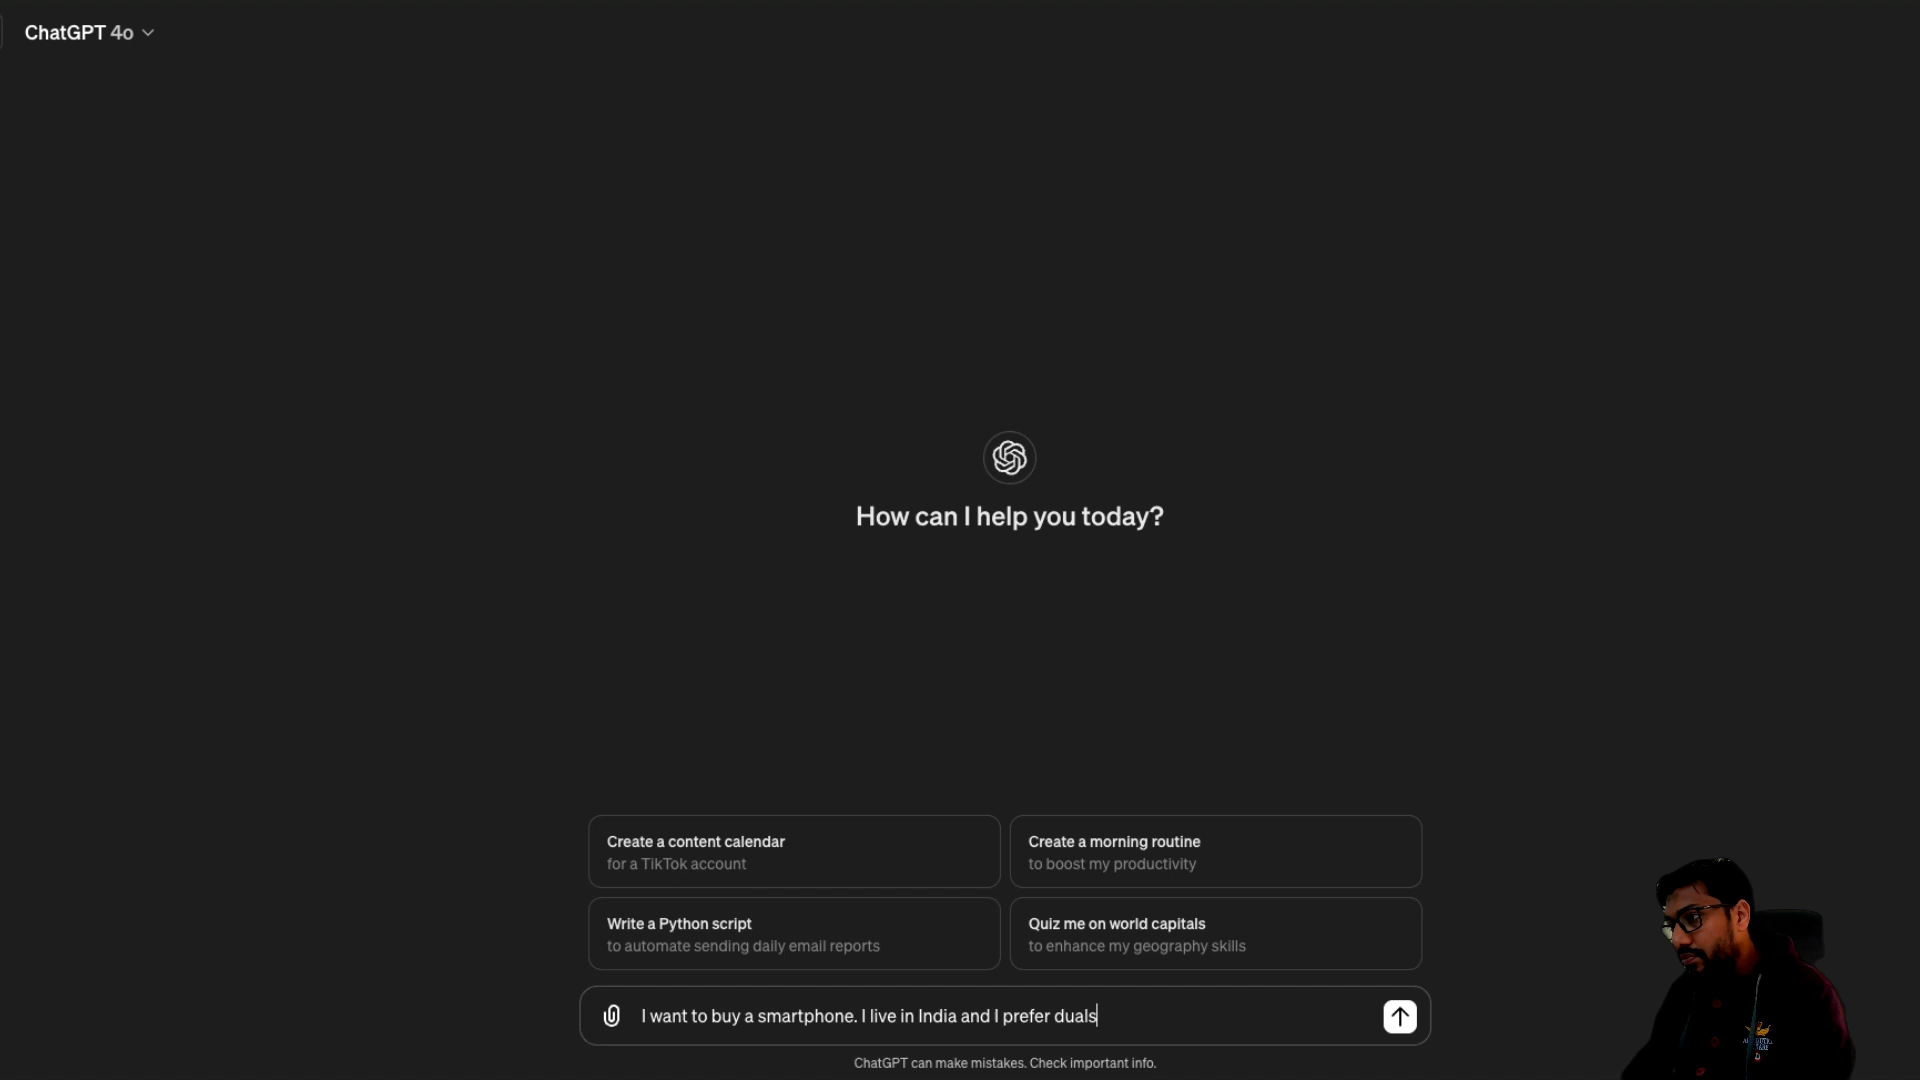 ChatGPT 4o
How can I help you today?
Create a content calendar
for a TikTok account
Create a morning routine
to boost my productivity
Write a Python script
to automate sending daily email reports
Quiz me on world capitals
to enhance my geography skills
I want to buy a smartphone. I live in India and I prefer duals
ChatGPT can make mistakes. Check important info.